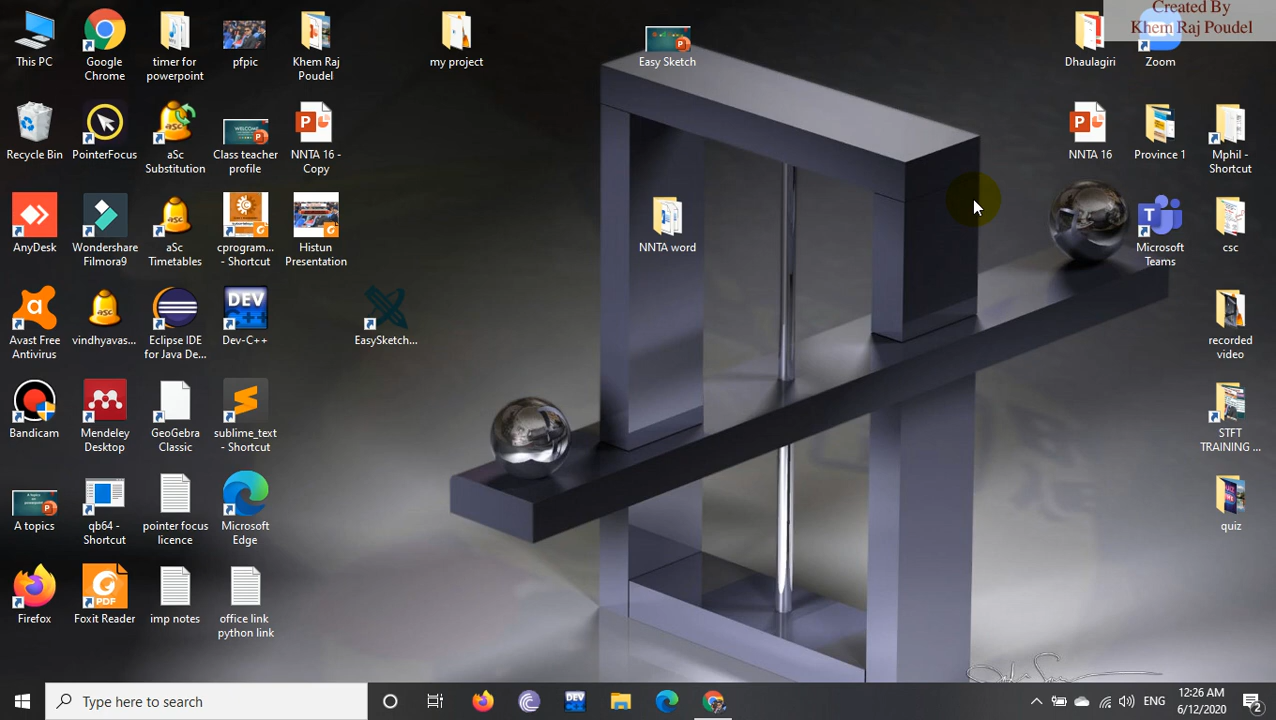 Created By
Khem Raj Poudel
This PC
Google
Chrome
timer for
powerpoint
pfpic
Khem Raj
Poudel
my project
Easy Sketch
Dhaulagiri
Zoom
Recycle Bin
PointerFocus
aSc
Substitution
Class teacher
profile
NNTA 16 -
Copy
NNTA 16
Province 1
Mphil -
Shortcut
AnyDesk
Wondershare
Filmora9
aSc
Timetables
cprogram...
- Shortcut
Histun
Presentation
NNTA word
Microsoft
Teams
csc
Avast Free
Antivirus
vindhyavas...
Eclipse IDE
for Java De...
DEV
C++
Dev-C++
EasySketch...
recorded
video
Bandicam
Mendeley
Desktop
GeoGebra
Classic
sublime_text
- Shortcut
STFT
TRAINING ...
A topics
qb64 -
Shortcut
pointer focus
licence
Microsoft
Edge
quiz
Firefox
PDF
Foxit Reader
imp notes
office link
python link
Type here to search
ENG
12:26 AM
6/12/2020
2